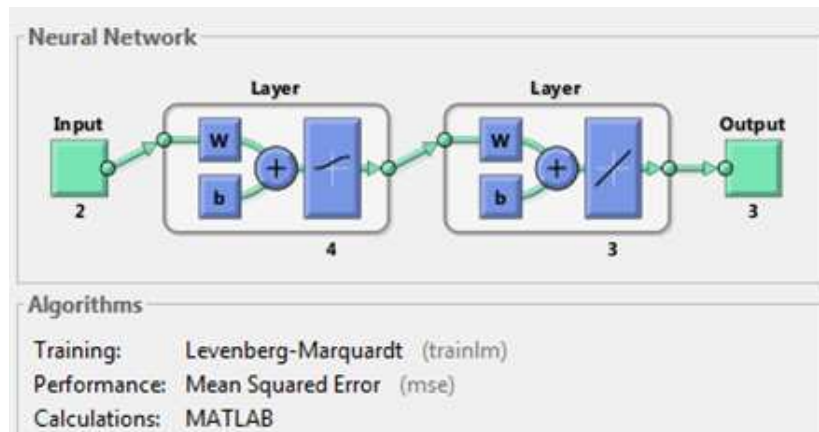 Neural Network
Layer Layer
Input Output
W W
+ +
b b
2 3
4 3
Algorithms
Training: Levenberg-Marquardt (trainlm)
Performance: Mean Squared Error (mse)
Calculations: MATLAB